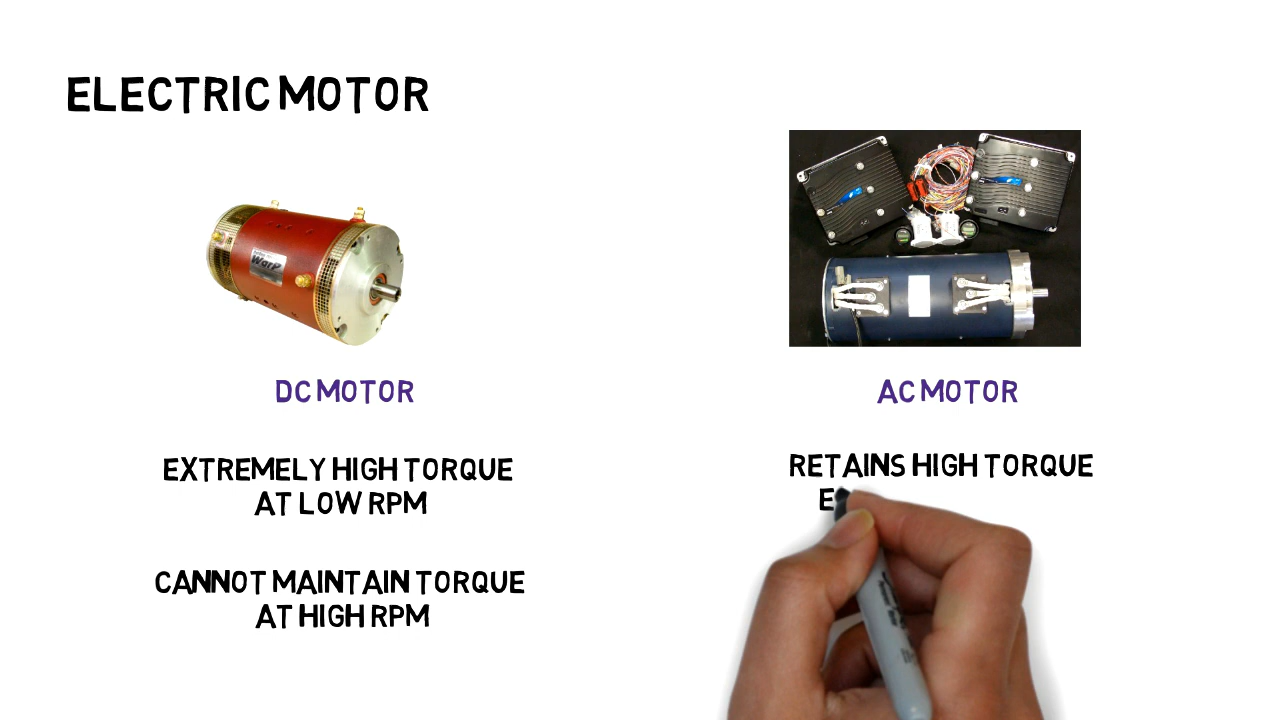 ELECTRIC MOTOR
WarP
DC MOTOR
AC MOTOR
EXTREMELY HIGH TORQUE
AT LOW RPM
CANNOT MAINTAIN TORQUE
AT HIGH RPM
RETAINS HIGH TORQUE
E